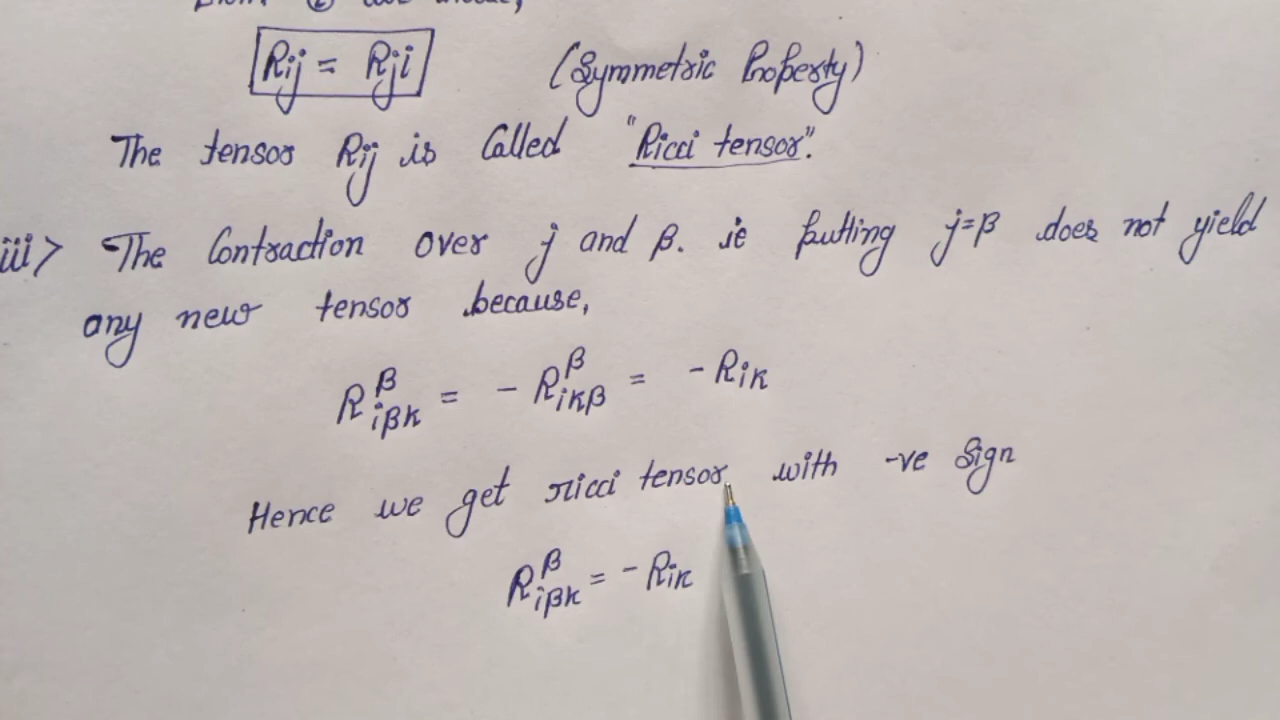 Rij = Rji (Symmetric Property)
The tensor Rij is Called "Ricci tensor".
iii> The Contraction over j and β. ie putting j=β does not yield
any new tensor because,
R^β_iβK = - R^β_iKβ = - RiK
Hence we get ricci tensor with -ve Sign
R^β_iβK = - RiK